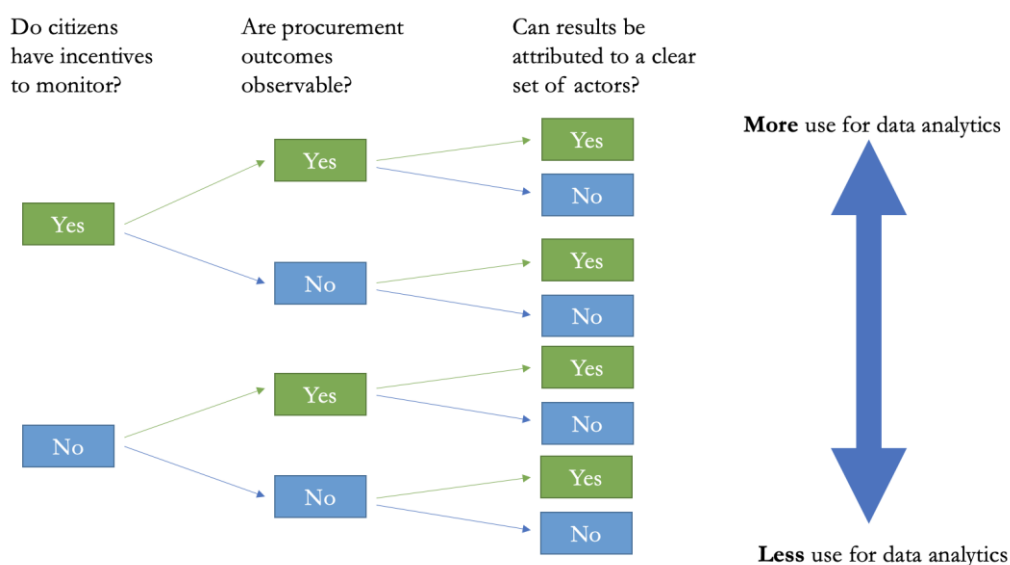 Do citizens
have incentives
to monitor?
Are procurement
outcomes
observable?
Can results be
attributed to a clear
set of actors?
More use for data analytics
Yes
Yes
No
Yes
No
Yes
No
Yes
Yes
No
No
Yes
No
No
Less use for data analytics